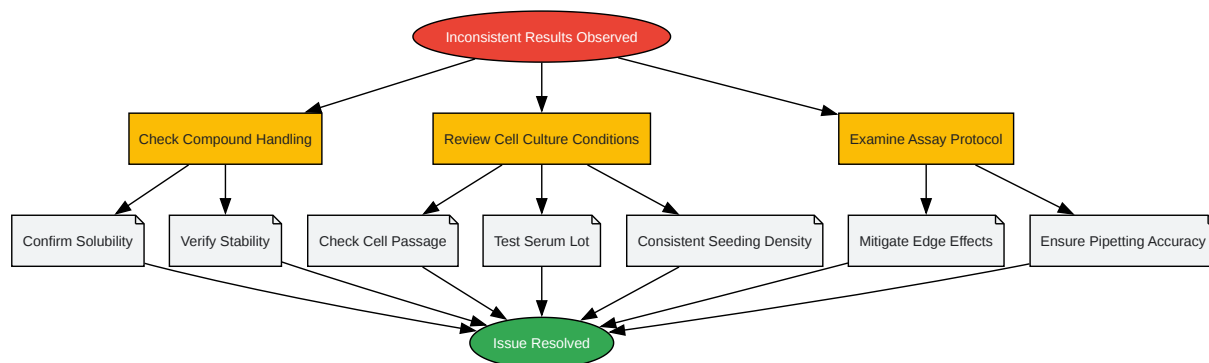 Inconsistent Results Observed
Check Compound Handling
Review Cell Culture Conditions
Examine Assay Protocol
Confirm Solubility
Verify Stability
Check Cell Passage
Test Serum Lot
Consistent Seeding Density
Mitigate Edge Effects
Ensure Pipetting Accuracy
Issue Resolved